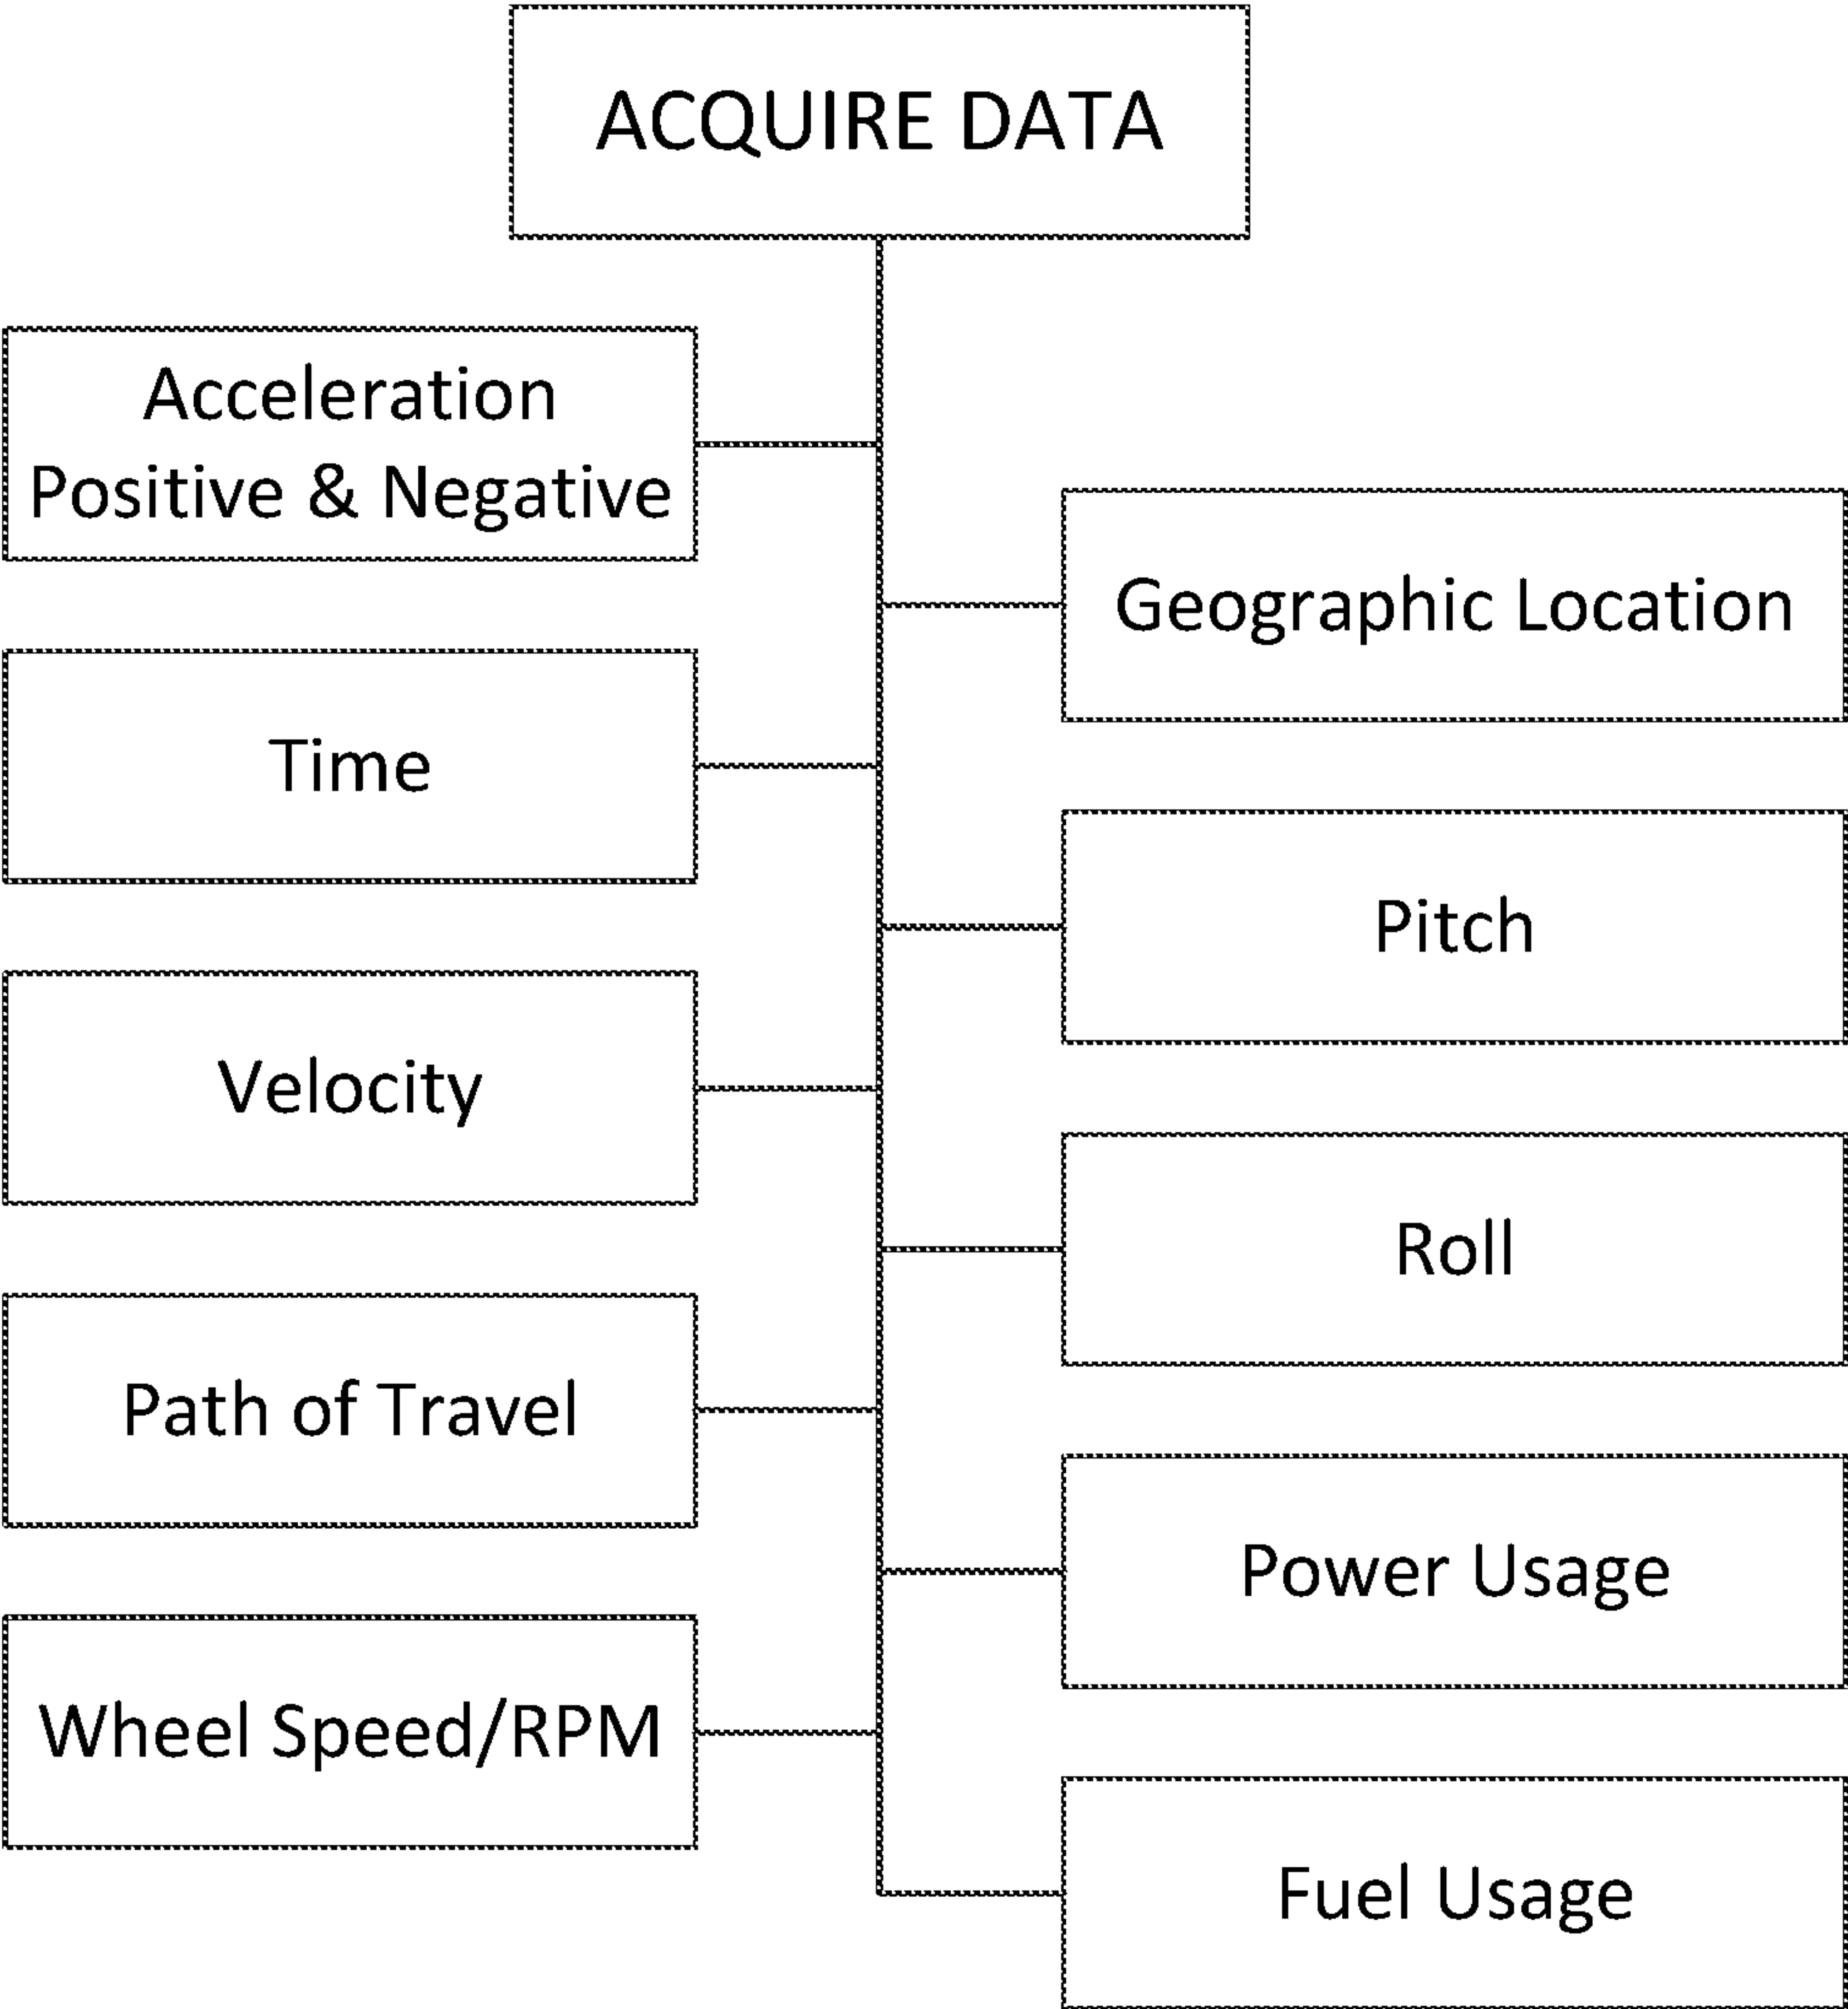 ACQUIRE DATA
Acceleration
Positive & Negative
Geographic Location
Time
Pitch
Velocity
Roll
Path of Travel
Power Usage
Wheel Speed/RPM
Fuel Usage